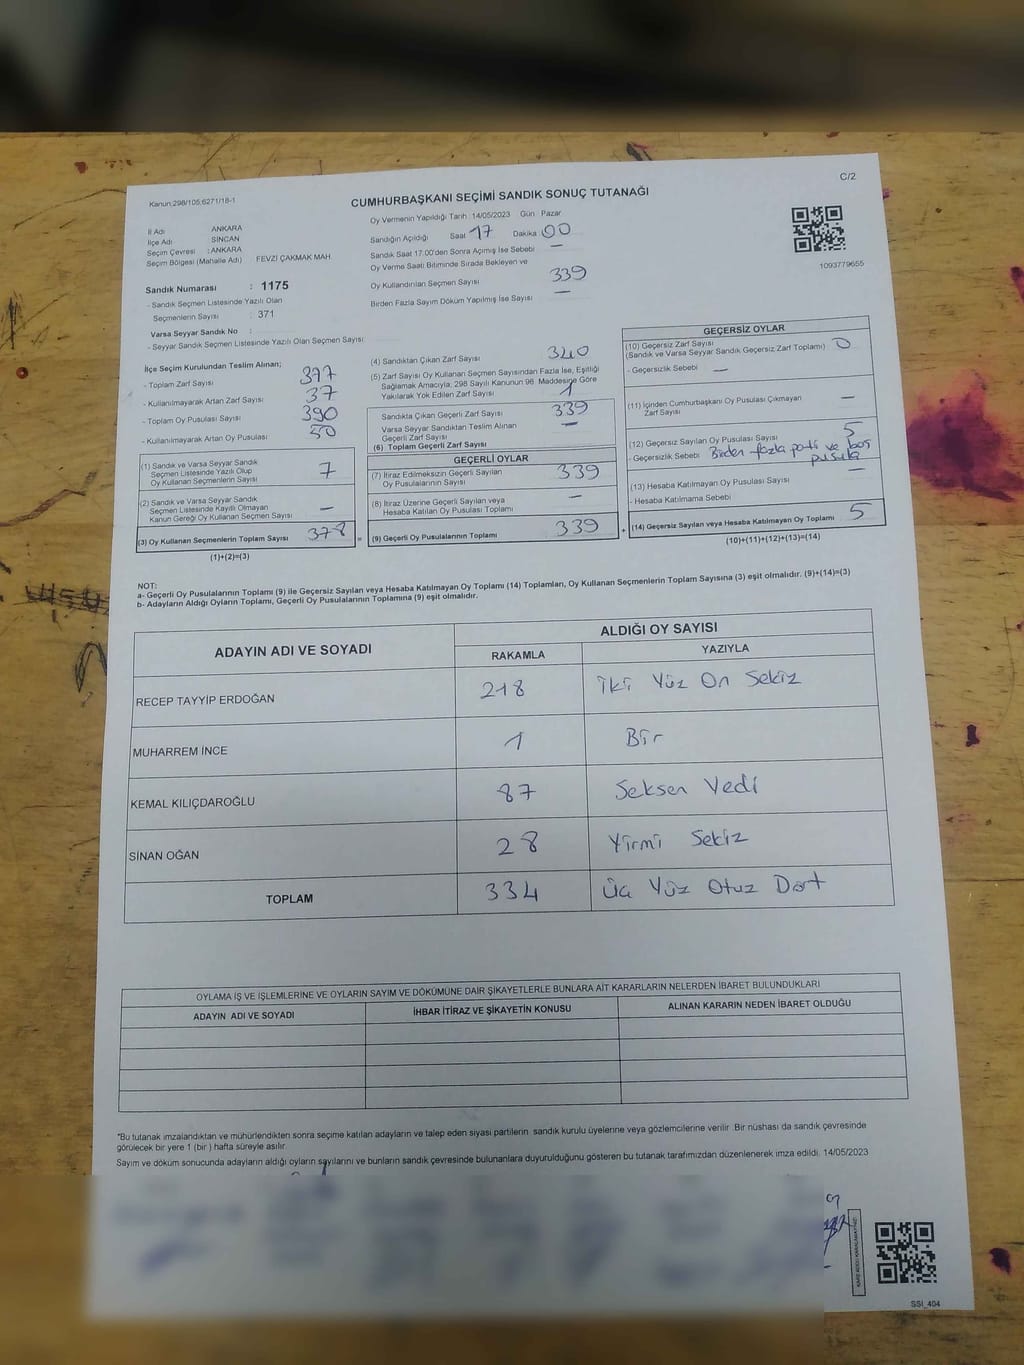 C/2
Kanun:298/105;6271/18-1
CUMHURBAŞKANI SEÇİMİ SANDIK SONUÇ TUTANAĞI
İl Adı ANKARA
İlçe Adı SİNCAN
Seçim Çevresi : ANKARA
Seçim Bölgesi (Mahalle Adı) FEVZİ ÇAKMAK MAH.
Sandık Numarası : 1175
- Sandık Seçmen Listesinde Yazılı Olan
Seçmenlerin Sayısı : 371
Varsa Seyyar Sandık No :
- Seyyar Sandık Seçmen Listesinde Yazılı Olan Seçmen Sayısı:
Oy Vermenin Yapıldığı Tarih 14/05/2023 Gün Pazar
Sandığın Açıldığı Saat 17 Dakika 00
Sandık Saat 17:00'den Sonra Açımış İse Sebebi —
Oy Verme Saati Bitiminde Sırada Bekleyen ve
Oy Kullandırılan Seçmen Sayısı 339
Birden Fazla Sayım Döküm Yapılmış İse Sayısı —
1093779655
İlçe Seçim Kurulundan Teslim Alınan;
- Toplam Zarf Sayısı 377
- Kullanılmayarak Artan Zarf Sayısı 37
- Toplam Oy Pusulası Sayısı 390
- Kullanılmayarak Artan Oy Pusulası 50
(1) Sandık ve Varsa Seyyar Sandık
Seçmen Listesinde Yazılı Olup
Oy Kullanan Seçmenlerin Sayısı 7
(2) Sandık ve Varsa Seyyar Sandık
Seçmen Listesinde Kayıtlı Olmayan
Kanun Gereği Oy Kullanan Seçmen Sayısı —
(3) Oy Kullanan Seçmenlerin Toplam Sayısı 378
(1)+(2)=(3)
(4) Sandıktan Çıkan Zarf Sayısı 340
(5) Zarf Sayısı Oy Kullanan Seçmen Sayısından Fazla İse, Eşitliği
Sağlamak Amacıyla, 298 Sayılı Kanunun 98. Maddesine Göre
Yakılarak Yok Edilen Zarf Sayısı 1
Sandıkta Çıkan Geçerli Zarf Sayısı 339
Varsa Seyyar Sandıktan Teslim Alınan
Geçerli Zarf Sayısı —
(6) Toplam Geçerli Zarf Sayısı
GEÇERLİ OYLAR
(7) İtiraz Edilmeksizin Geçerli Sayılan
Oy Pusulalarının Sayısı 339
(8) İtiraz Üzerine Geçerli Sayılan veya
Hesaba Katılan Oy Pusulası Toplamı —
= (9) Geçerli Oy Pusulalarının Toplamı 339
GEÇERSİZ OYLAR
(10) Geçersiz Zarf Sayısı
(Sandık ve Varsa Seyyar Sandık Geçersiz Zarf Toplamı) 0
- Geçersizlik Sebebi —
(11) İçinden Cumhurbaşkanı Oy Pusulası Çıkmayan
Zarf Sayısı —
(12) Geçersiz Sayılan Oy Pusulası Sayısı 5
- Geçersizlik Sebebi Birden fazla parti ve boş
pusula
(13) Hesaba Katılmayan Oy Pusulası Sayısı —
- Hesaba Katılmama Sebebi
+ (14) Geçersiz Sayılan veya Hesaba Katılmayan Oy Toplamı 5
(10)+(11)+(12)+(13)=(14)
NOT:
a- Geçerli Oy Pusulalarının Toplamı (9) ile Geçersiz Sayılan veya Hesaba Katılmayan Oy Toplamı (14) Toplamları, Oy Kullanan Seçmenlerin Toplam Sayısına (3) eşit olmalıdır. (9)+(14)=(3)
b- Adayların Aldığı Oyların Toplamı, Geçerli Oy Pusulalarının Toplamına (9) eşit olmalıdır.
ADAYIN ADI VE SOYADI ALDIĞI OY SAYISI
RAKAMLA YAZIYLA
RECEP TAYYİP ERDOĞAN 218 İki Yüz On Sekiz
MUHARREM İNCE 1 Bir
KEMAL KILIÇDAROĞLU 87 Seksen Yedi
SİNAN OĞAN 28 Yirmi Sekiz
TOPLAM 334 Üç Yüz Otuz Dört
OYLAMA İŞ VE İŞLEMLERİNE VE OYLARIN SAYIM VE DÖKÜMÜNE DAİR ŞİKAYETLERLE BUNLARA AİT KARARLARIN NELERDEN İBARET BULUNDUKLARI
ADAYIN ADI VE SOYADI İHBAR İTİRAZ VE ŞİKAYETİN KONUSU ALINAN KARARIN NEDEN İBARET OLDUĞU
*Bu tutanak imzalandıktan ve mühürlendikten sonra seçime katılan adayların ve talep eden siyasi partilerin sandık kurulu üyelerine veya gözlemcilerine verilir. Bir nüshası da sandık çevresinde
görülecek bir yere 1 (bir) hafta süreyle asılır.
Sayım ve döküm sonucunda adayların aldığı oyların sayılarını ve bunların sandık çevresinde bulunanlara duyurulduğunu gösteren bu tutanak tarafımızdan düzenlenerek imza edildi. 14/05/2023
SSI_404